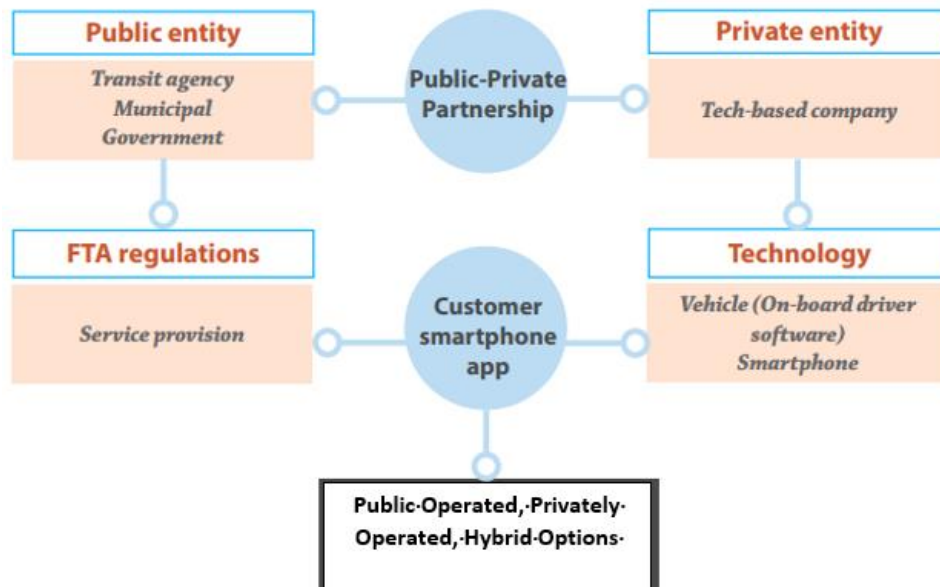 Public entity
Transit agency
Municipal
Government
Public-Private
Partnership
Private entity
Tech-based company
FTA regulations
Service provision
Customer
smartphone
app
Technology
Vehicle (On-board driver
software)
Smartphone
Public·Operated,·Privately·
Operated,·Hybrid·Options·